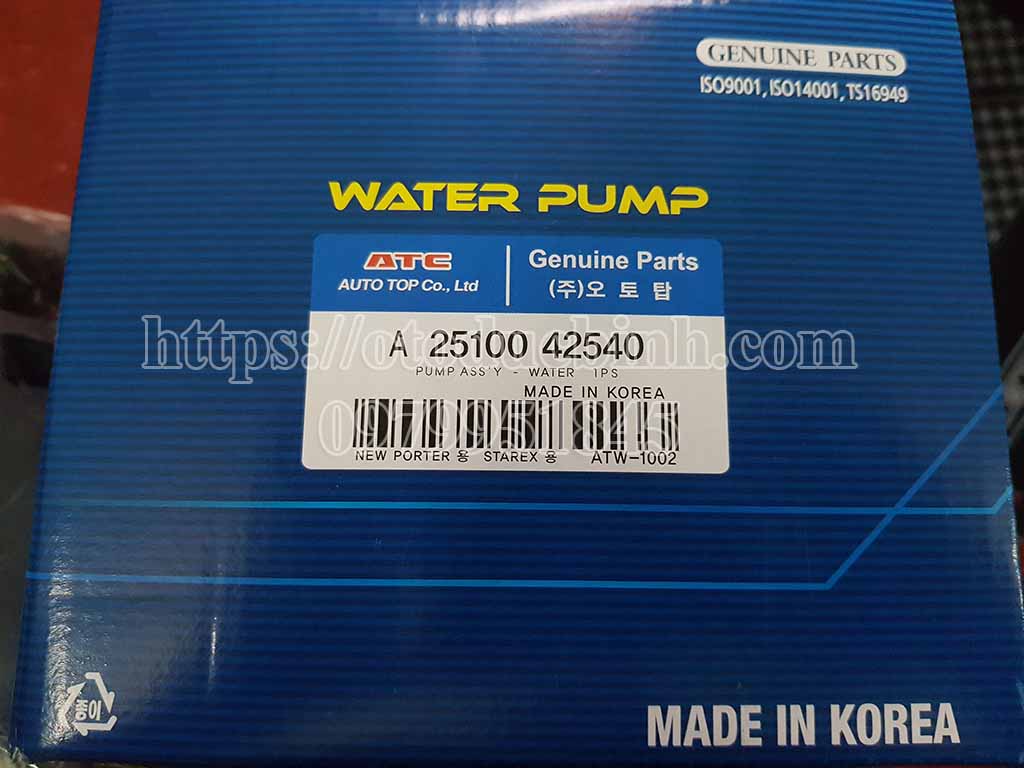 GENUINE PARTS
ISO9001, ISO14001, TS16949
WATER PUMP
ATC
AUTO TOP Co., Ltd
Genuine Parts
(주)오 토 탑
A 25100 42540
https://otoducbinh.com/
PUMP ASS'Y - WATER 1PS
MADE IN KOREA
0979951845
NEW PORTER 용 STAREX 용 ATW-1002
종이
MADE IN KOREA